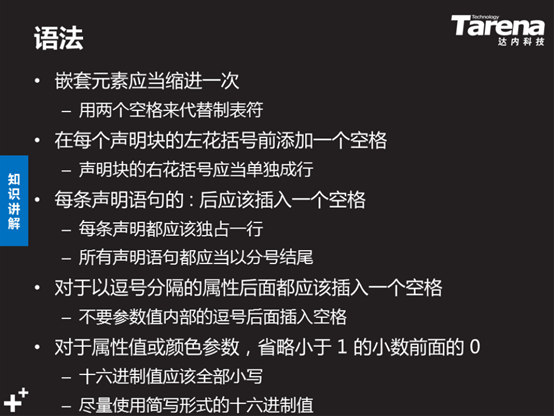 语法
Technology
Tarena
达内科技
• 嵌套元素应当缩进一次
– 用两个空格来代替制表符
• 在每个声明块的左花括号前添加一个空格
– 声明块的右花括号应当单独成行
• 每条声明语句的 : 后应该插入一个空格
– 每条声明都应该独占一行
– 所有声明语句都应当以分号结尾
• 对于以逗号分隔的属性后面都应该插入一个空格
– 不要参数值内部的逗号后面插入空格
• 对于属性值或颜色参数，省略小于 1 的小数前面的 0
– 十六进制值应该全部小写
– 尽量使用简写形式的十六进制值
知识讲解